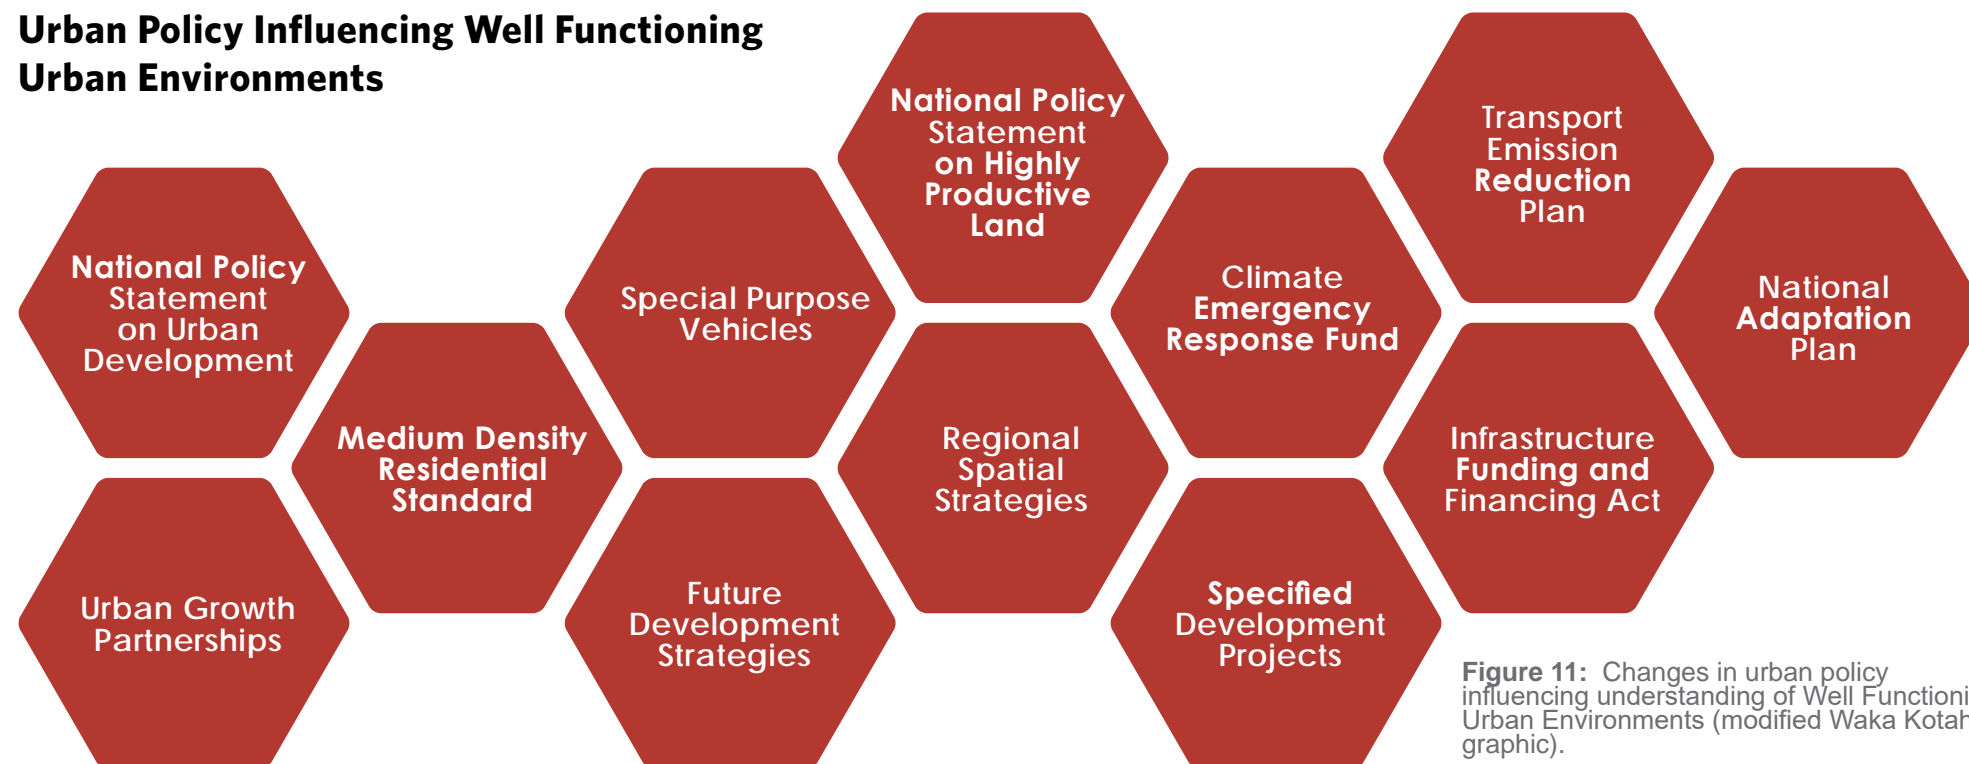 Urban Policy Influencing Well Functioning
Urban Environments
National Policy
Statement
on Urban
Development
Urban Growth
Partnerships
Medium Density
Residential
Standard
Special Purpose
Vehicles
Future
Development
Strategies
National Policy
Statement
on Highly
Productive
Land
Regional
Spatial
Strategies
Climate
Emergency
Response Fund
Specified
Development
Projects
Transport
Emission
Reduction
Plan
Infrastructure
Funding and
Financing Act
National
Adaptation
Plan
Figure 11: Changes in urban policy
influencing understanding of Well Functioni
Urban Environments (modified Waka Kotah
graphic).